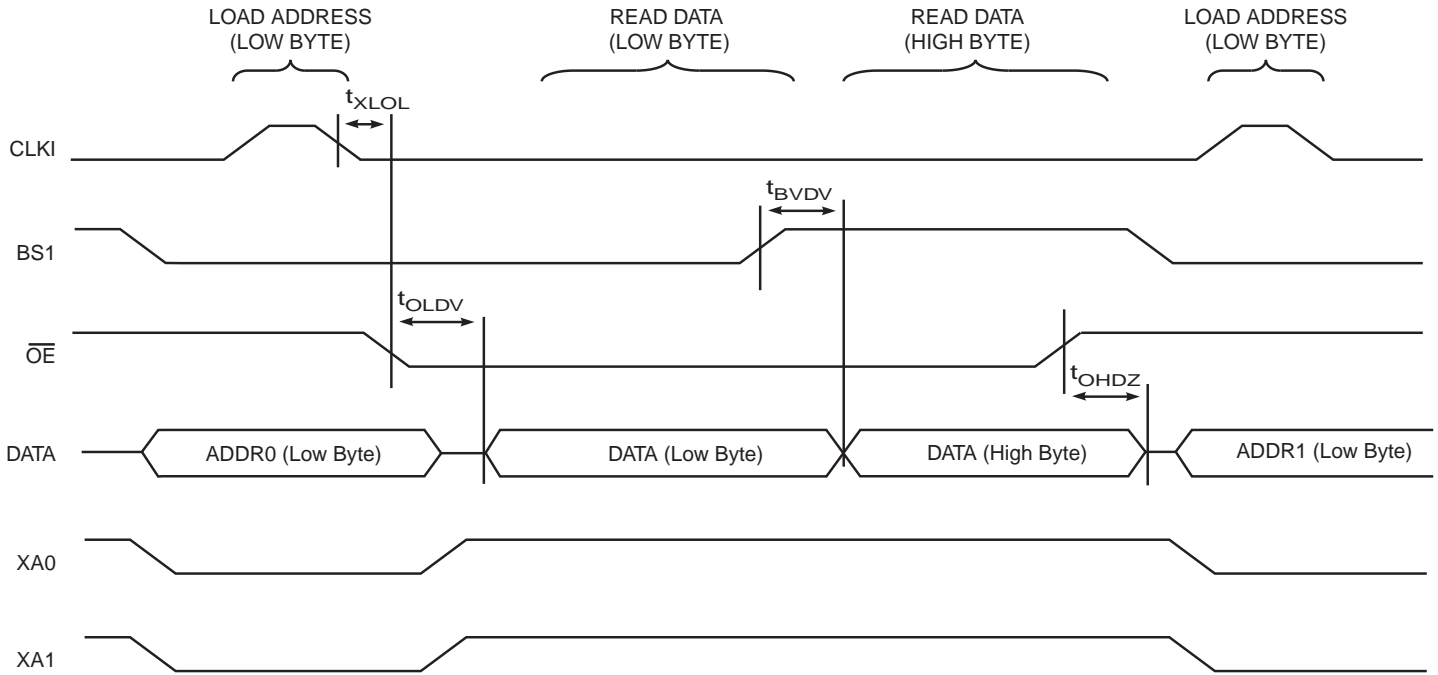 LOAD ADDRESS
(LOW BYTE)
READ DATA
(LOW BYTE)
READ DATA
(HIGH BYTE)
LOAD ADDRESS
(LOW BYTE)
tXLOL
CLKI
tBVDV
BS1
tOLDV
OE
tOHDZ
DATA
ADDR0 (Low Byte)
DATA (Low Byte)
DATA (High Byte)
ADDR1 (Low Byte)
XA0
XA1